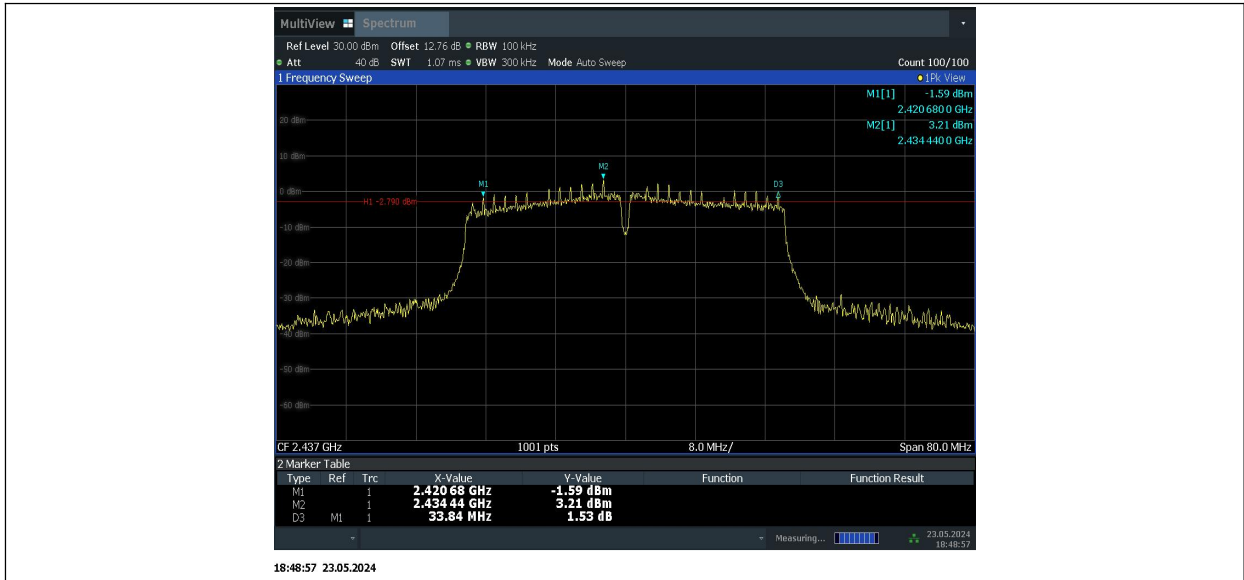 MultiView Spectrum
Ref Level 30.00 dBm Offset 12.76 dB RBW 100 kHz
Att 40 dB SWT 1.07 ms VBW 300 kHz Mode Auto Sweep Count 100/100
1 Frequency Sweep 1Pk View
M1[1] -1.59 dBm
2.420 680 0 GHz
M2[1] 3.21 dBm
2.434 440 0 GHz
20 dBm
10 dBm
M2
M1
D3
0 dBm
H1 -2.790 dBm
-10 dBm
-20 dBm
-30 dBm
-40 dBm
-50 dBm
-60 dBm
CF 2.437 GHz 1001 pts 8.0 MHz/ Span 80.0 MHz
2 Marker Table
Type Ref Trc X-Value Y-Value Function Function Result
M1 1 2.420 68 GHz -1.59 dBm
M2 1 2.434 44 GHz 3.21 dBm
D3 M1 1 33.84 MHz 1.53 dB
Measuring... 23.05.2024
18:48:57
18:48:57 23.05.2024